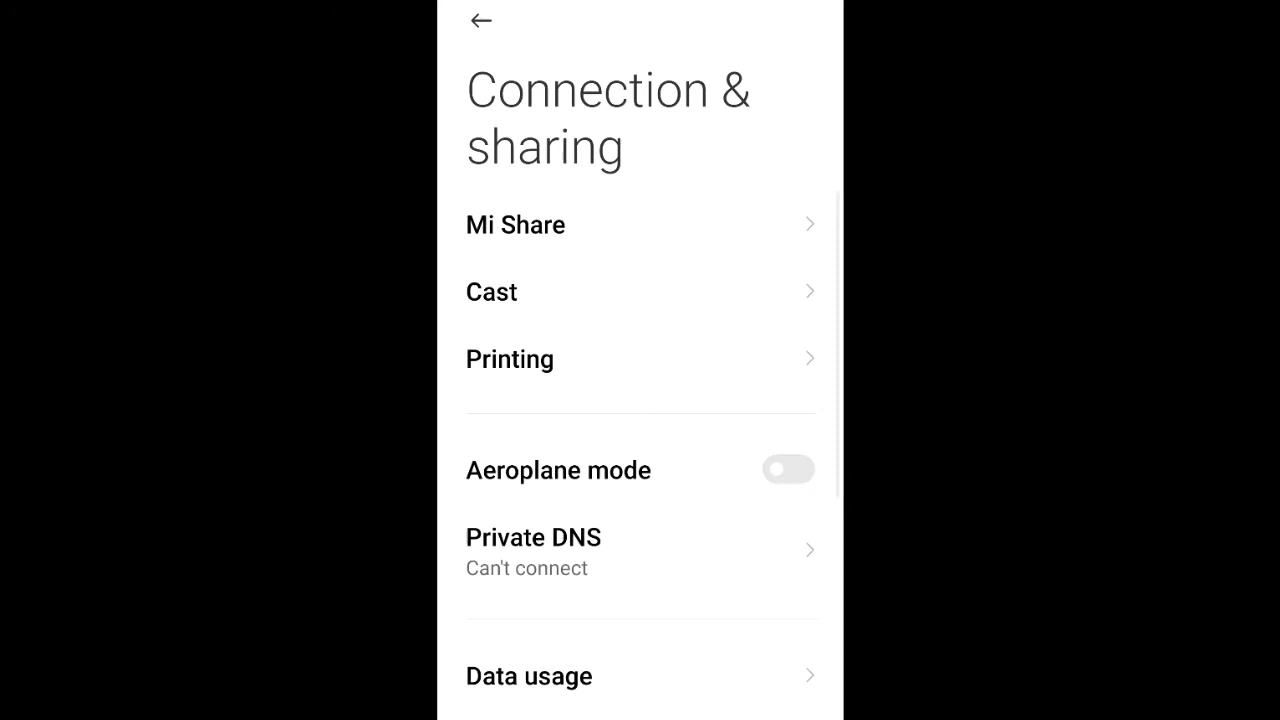 Connection &
sharing
Mi Share
Cast
Printing
Aeroplane mode
Private DNS
Can't connect
Data usage